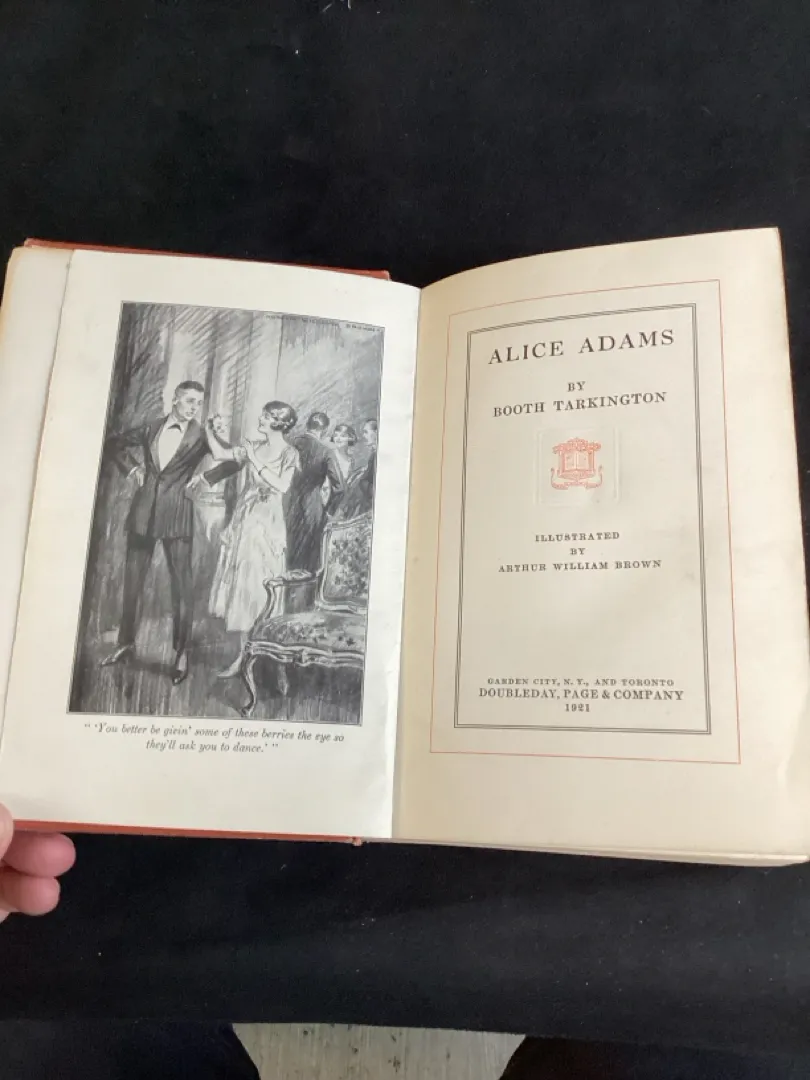 " 'You better be givin' some of these berries the eye so
they'll ask you to dance.' "
ALICE ADAMS
BY
BOOTH TARKINGTON
ILLUSTRATED
BY
ARTHUR WILLIAM BROWN
GARDEN CITY, N. Y., AND TORONTO
DOUBLEDAY, PAGE & COMPANY
1921